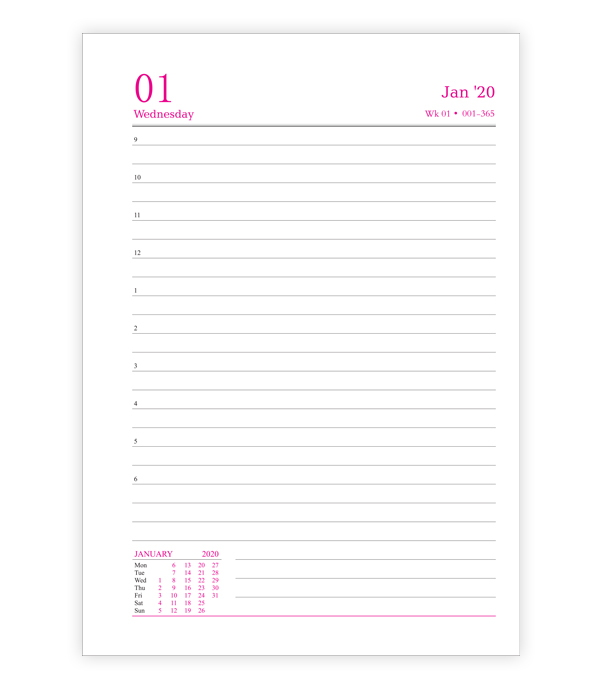 01
Jan '20
Wednesday
Wk 01 • 001-365
9
10
11
12
1
2
3
4
5
6
JANUARY 2020
Mon 6 13 20 27
Tue 7 14 21 28
Wed 1 8 15 22 29
Thu 2 9 16 23 30
Fri 3 10 17 24 31
Sat 4 11 18 25
Sun 5 12 19 26